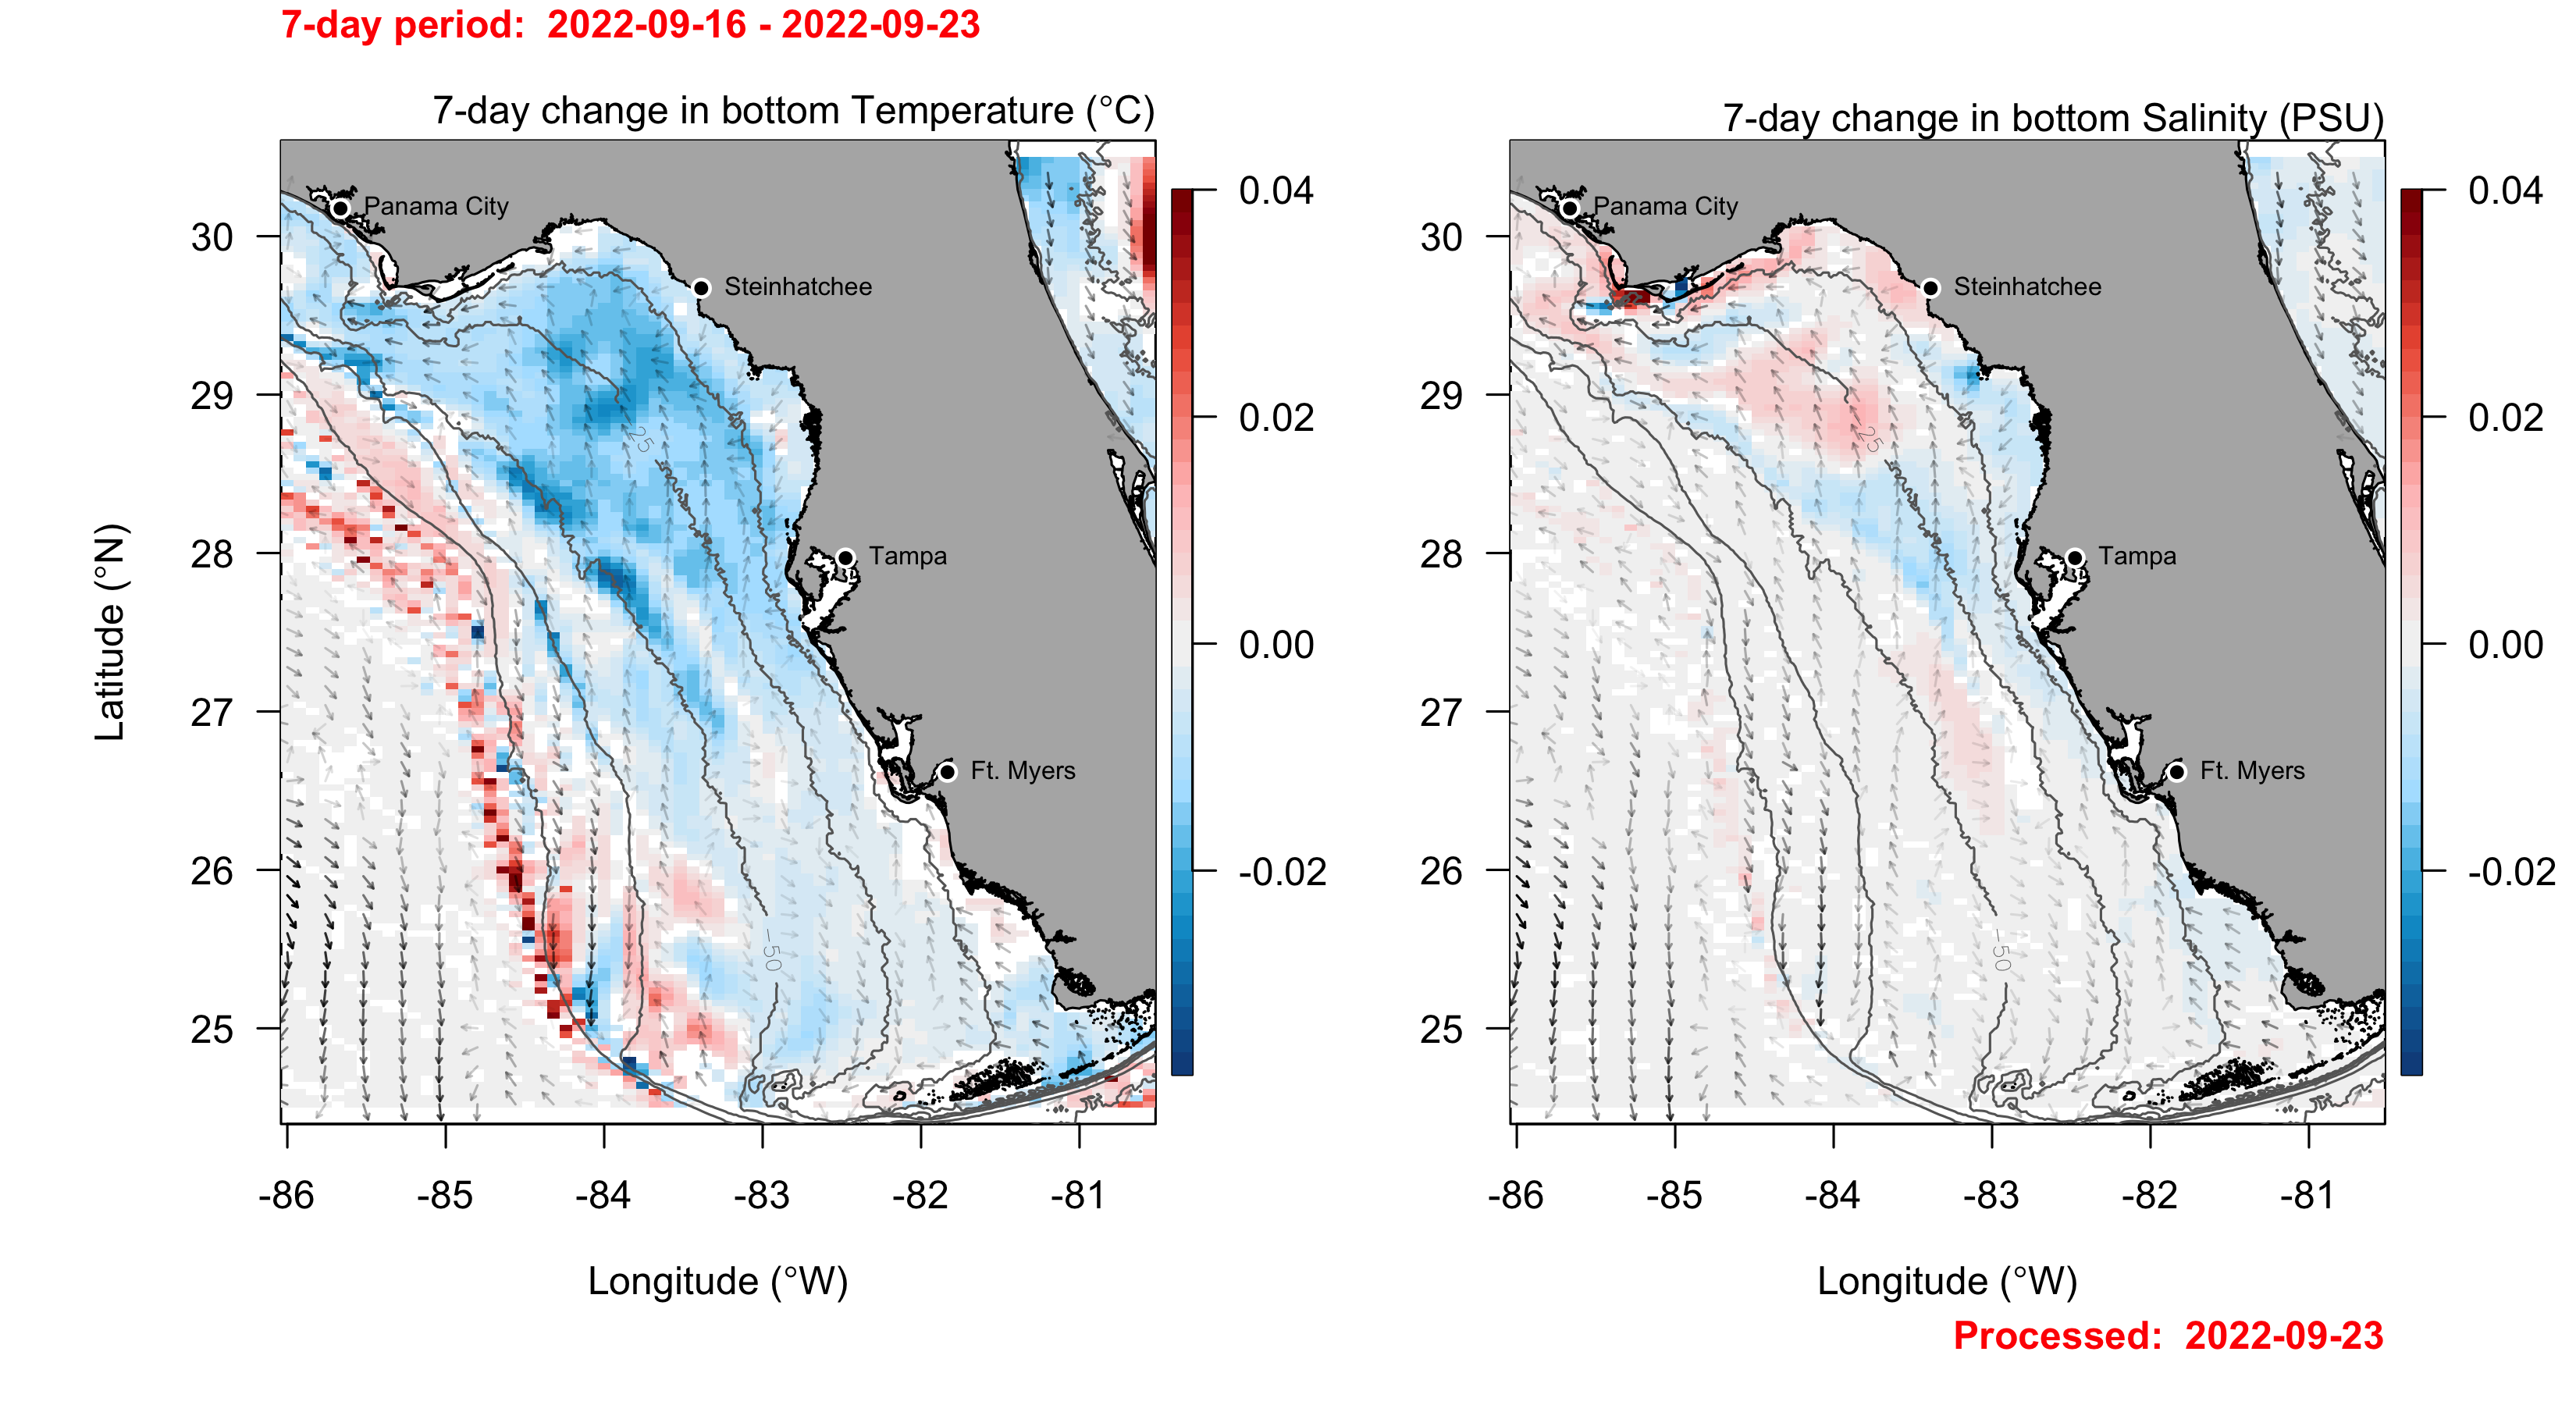 7-day period:  2022-09-16 - 2022-09-23
7-day change in bottom Temperature (°C)
Panama City
Steinhatchee
Tampa
Ft. Myers
25
-50
30
29
28
27
26
25
Latitude (°N)
-86 -85 -84 -83 -82 -81
Longitude (°W)
0.04
0.02
0.00
-0.02
7-day change in bottom Salinity (PSU)
Panama City
Steinhatchee
Tampa
Ft. Myers
25
-50
30
29
28
27
26
25
-86 -85 -84 -83 -82 -81
Longitude (°W)
0.04
0.02
0.00
-0.02
Processed:  2022-09-23